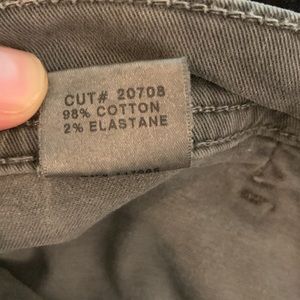 CUT# 20708
98% COTTON
2% ELASTANE